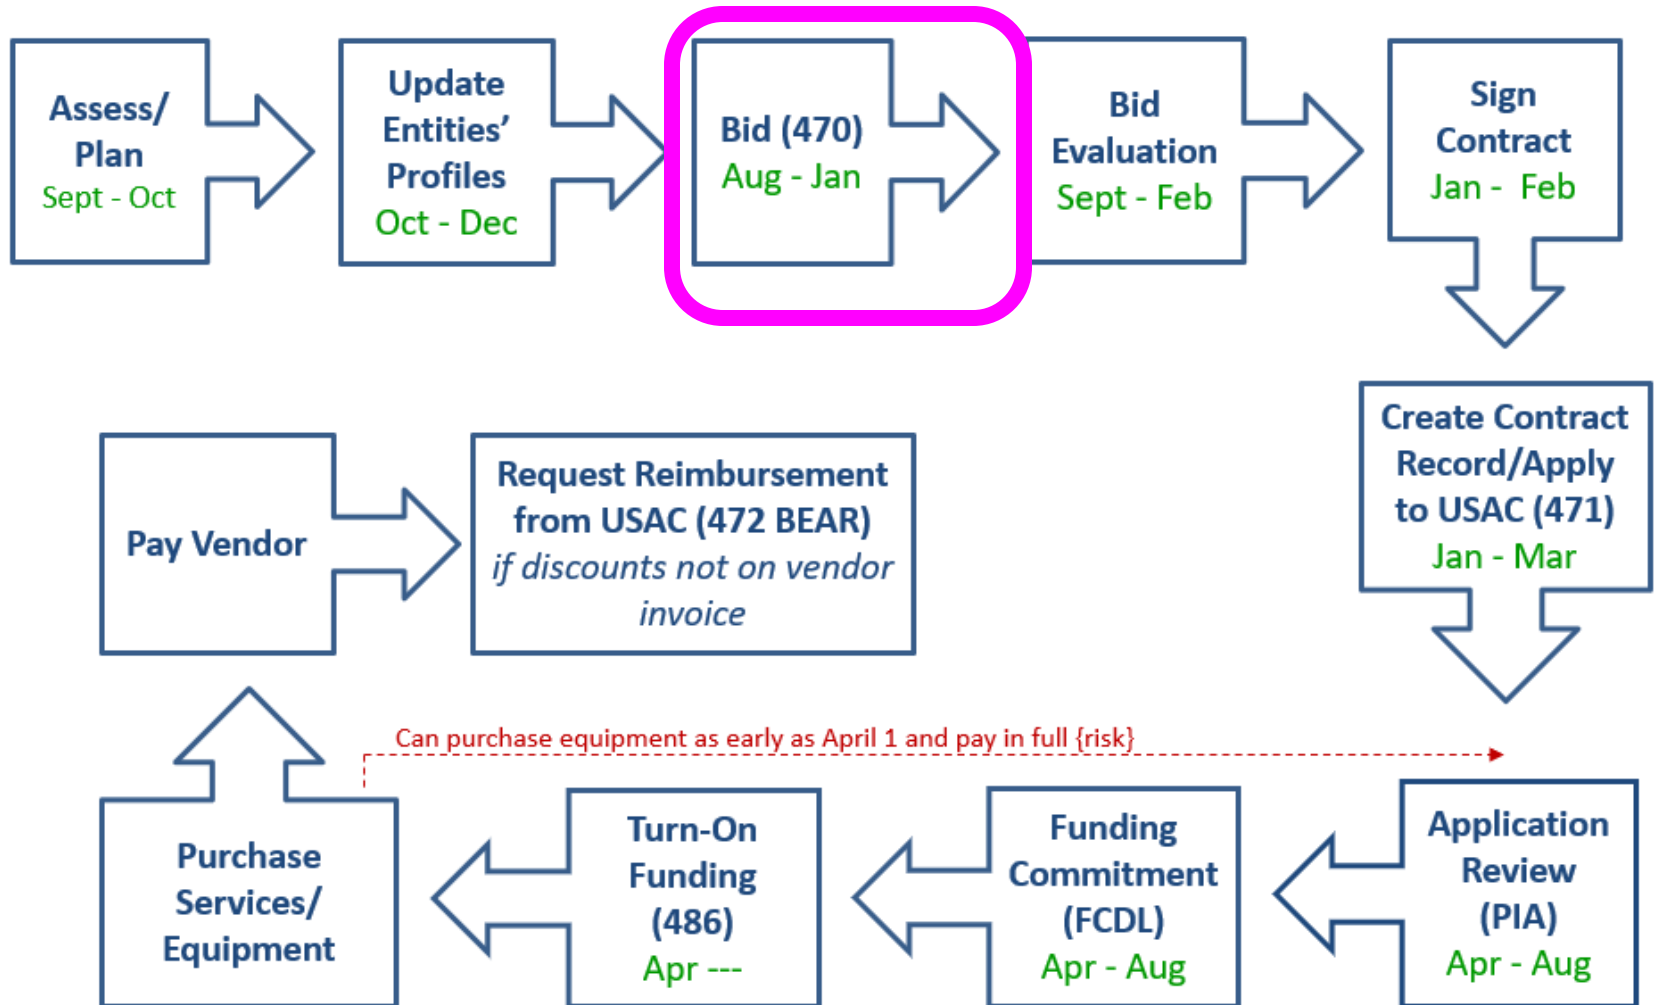 Assess/
Plan
Sept - Oct
Update
Entities’
Profiles
Oct - Dec
Bid (470)
Aug - Jan
Bid
Evaluation
Sept - Feb
Sign
Contract
Jan -  Feb
Create Contract
Record/Apply
to USAC (471)
Jan - Mar
Application
Review
(PIA)
Apr - Aug
Funding
Commitment
(FCDL)
Apr - Aug
Turn-On
Funding
(486)
Apr ---
Can purchase equipment as early as April 1 and pay in full {risk}
Purchase
Services/
Equipment
Pay Vendor
Request Reimbursement
from USAC (472 BEAR)
if discounts not on vendor
invoice